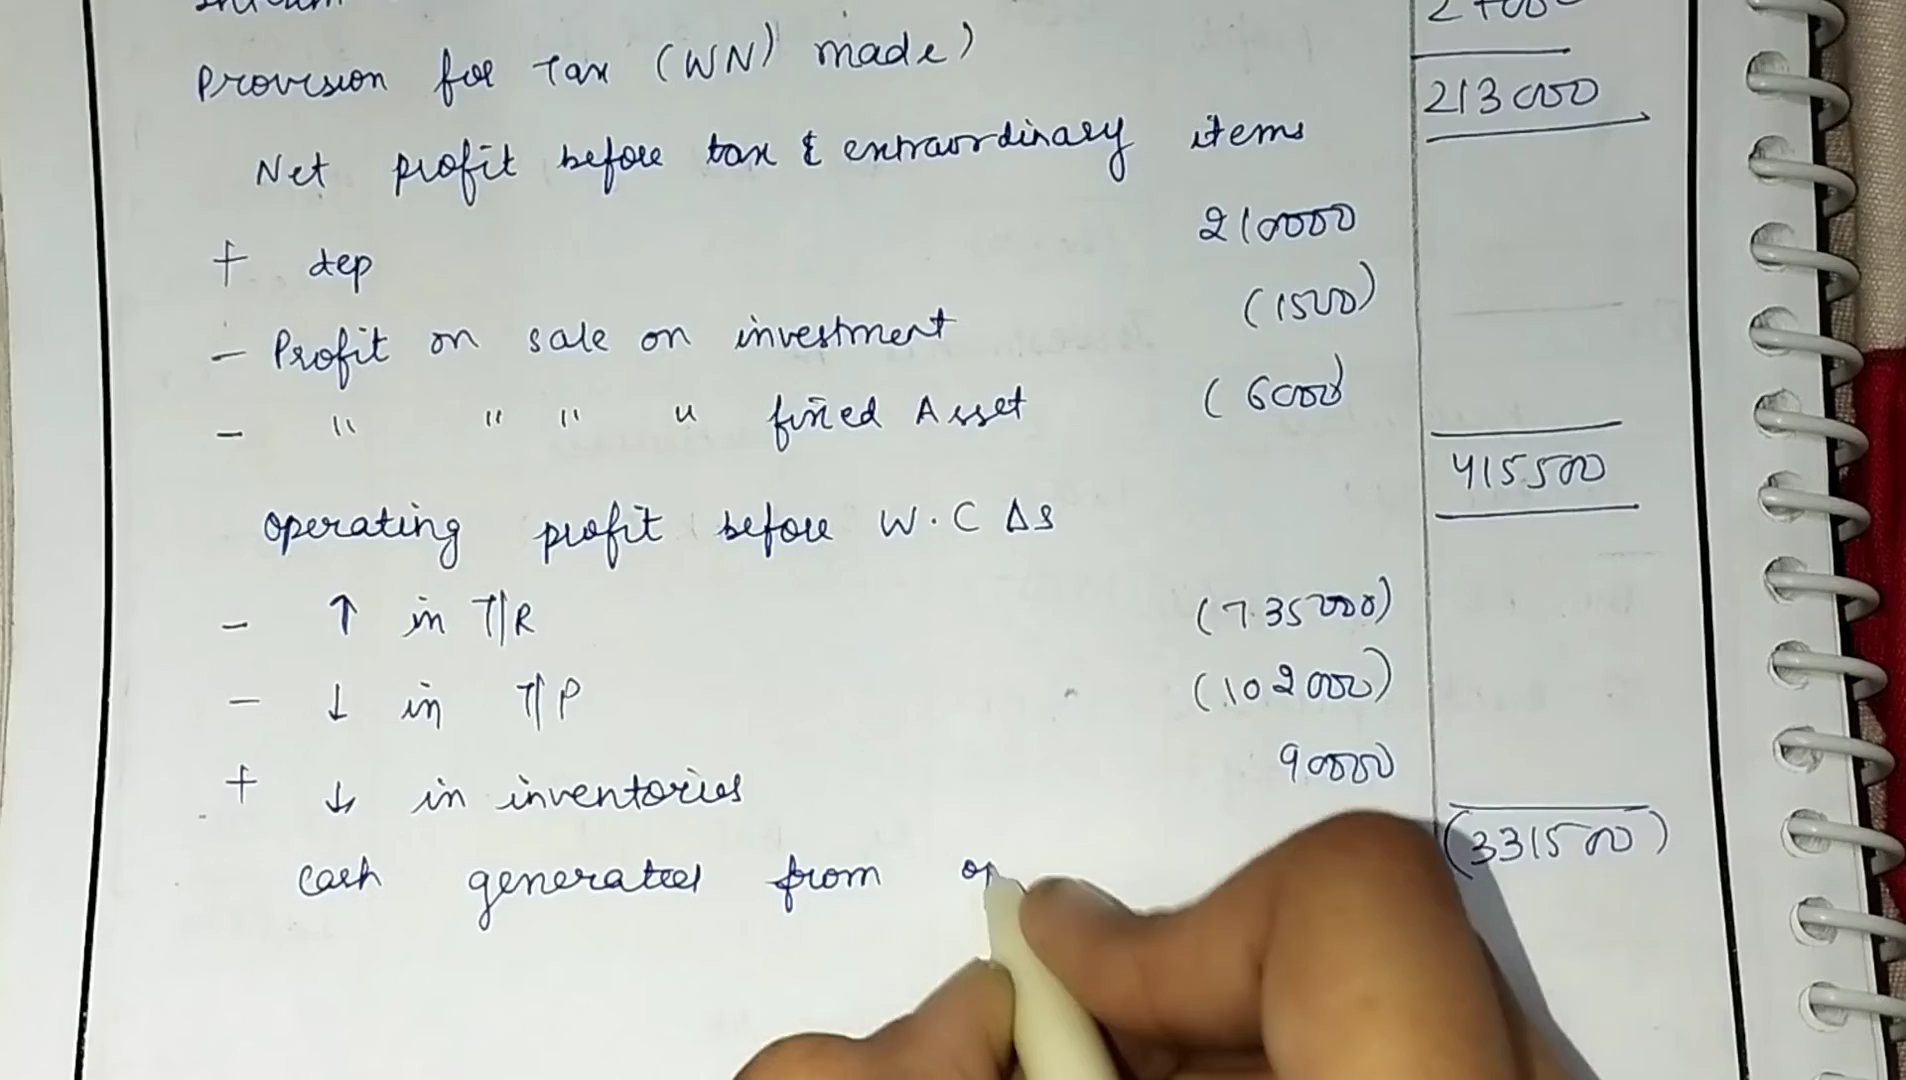 Provision for Tax (WN) made)
213000
Net profit before tax & extraordinary items
+ dep 210000
- Profit on sale on investment (1500)
- " " " " fixed Asset (6000)
415500
Operating profit before W.C Δs
- ↑ in T/R (735000)
- ↓ in T/P (102000)
+ ↓ in inventories 90000
(331500)
Cash generated from op